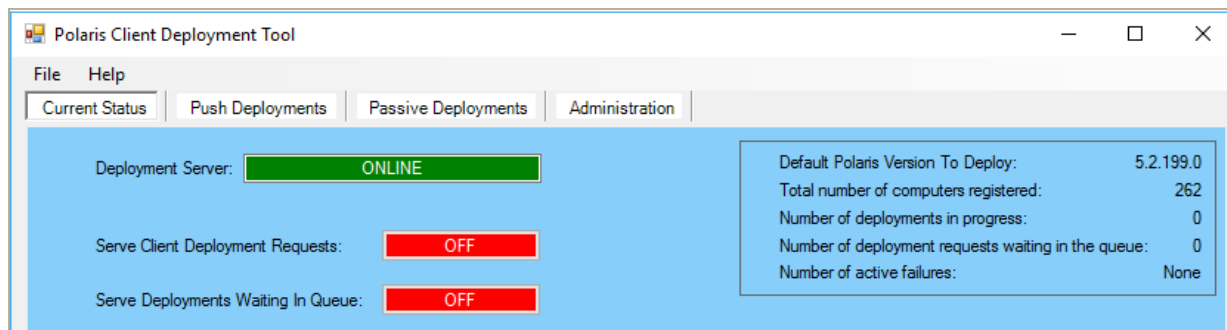 Polaris Client Deployment Tool
File Help
Current Status Push Deployments Passive Deployments Administration
Deployment Server: ONLINE
Serve Client Deployment Requests: OFF
Serve Deployments Waiting In Queue: OFF
Default Polaris Version To Deploy: 5.2.199.0
Total number of computers registered: 262
Number of deployments in progress: 0
Number of deployment requests waiting in the queue: 0
Number of active failures: None